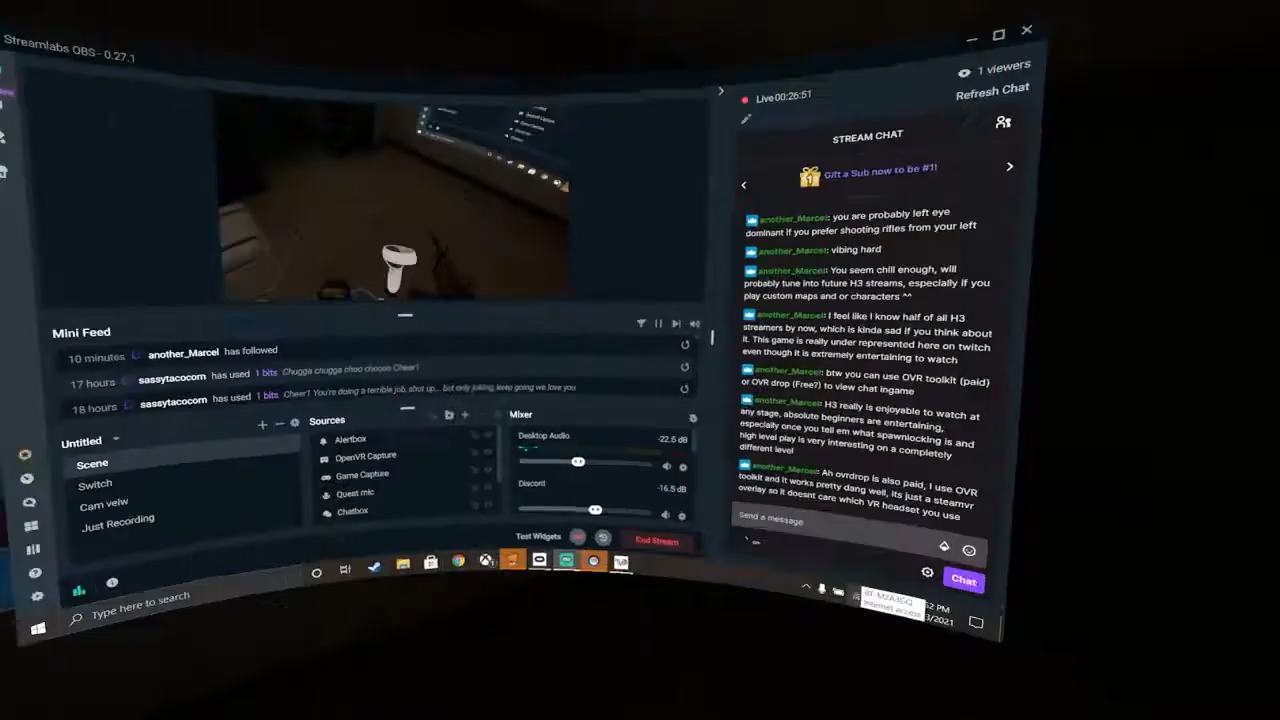 Streamlabs OBS - 0.27.1
1 viewers
Live 00:26:51
Refresh Chat
STREAM CHAT
Gift a Sub now to be #1!
another_Marcel: you are probably left eye
dominant if you prefer shooting rifles from your left
another_Marcel: vibing hard
another_Marcel: You seem chill enough, will
probably tune into future H3 streams, especially if you
play custom maps and or characters ^^
another_Marcel: I feel like I know half of all H3
streamers by now, which is kinda sad if you think about
it. This game is really under represented here on twitch
even though it is extremely entertaining to watch
another_Marcel: btw you can use OVR toolkit (paid)
or OVR drop (Free?) to view chat ingame
another_Marcel: H3 really is enjoyable to watch at
any stage, absolute beginners are entertaining,
especially once you tell em what spawnlocking is and
high level play is very interesting on a completely
different level
another_Marcel: Ah ovrdrop is also paid, I use OVR
toolkit and it works pretty dang well, its just a steamvr
overlay so it doesnt care which VR headset you use
Send a message
Chat
Mini Feed
10 minutes another_Marcel has followed
17 hours sassytacocorn has used 1 bits Chugga chugga choo choooo Cheer1
18 hours sassytacocorn has used 1 bits Cheer1 You're doing a terrible job, shut up... but only joking, keep going we love you
Untitled
Scene
Switch
Cam veiw
Just Recording
Sources
Alertbox
OpenVR Capture
Game Capture
Quest mic
Chatbox
Mixer
Desktop Audio -22.5 dB
Discord -16.5 dB
Test Widgets
End Stream
Type here to search
Internet access
52 PM
3/2021